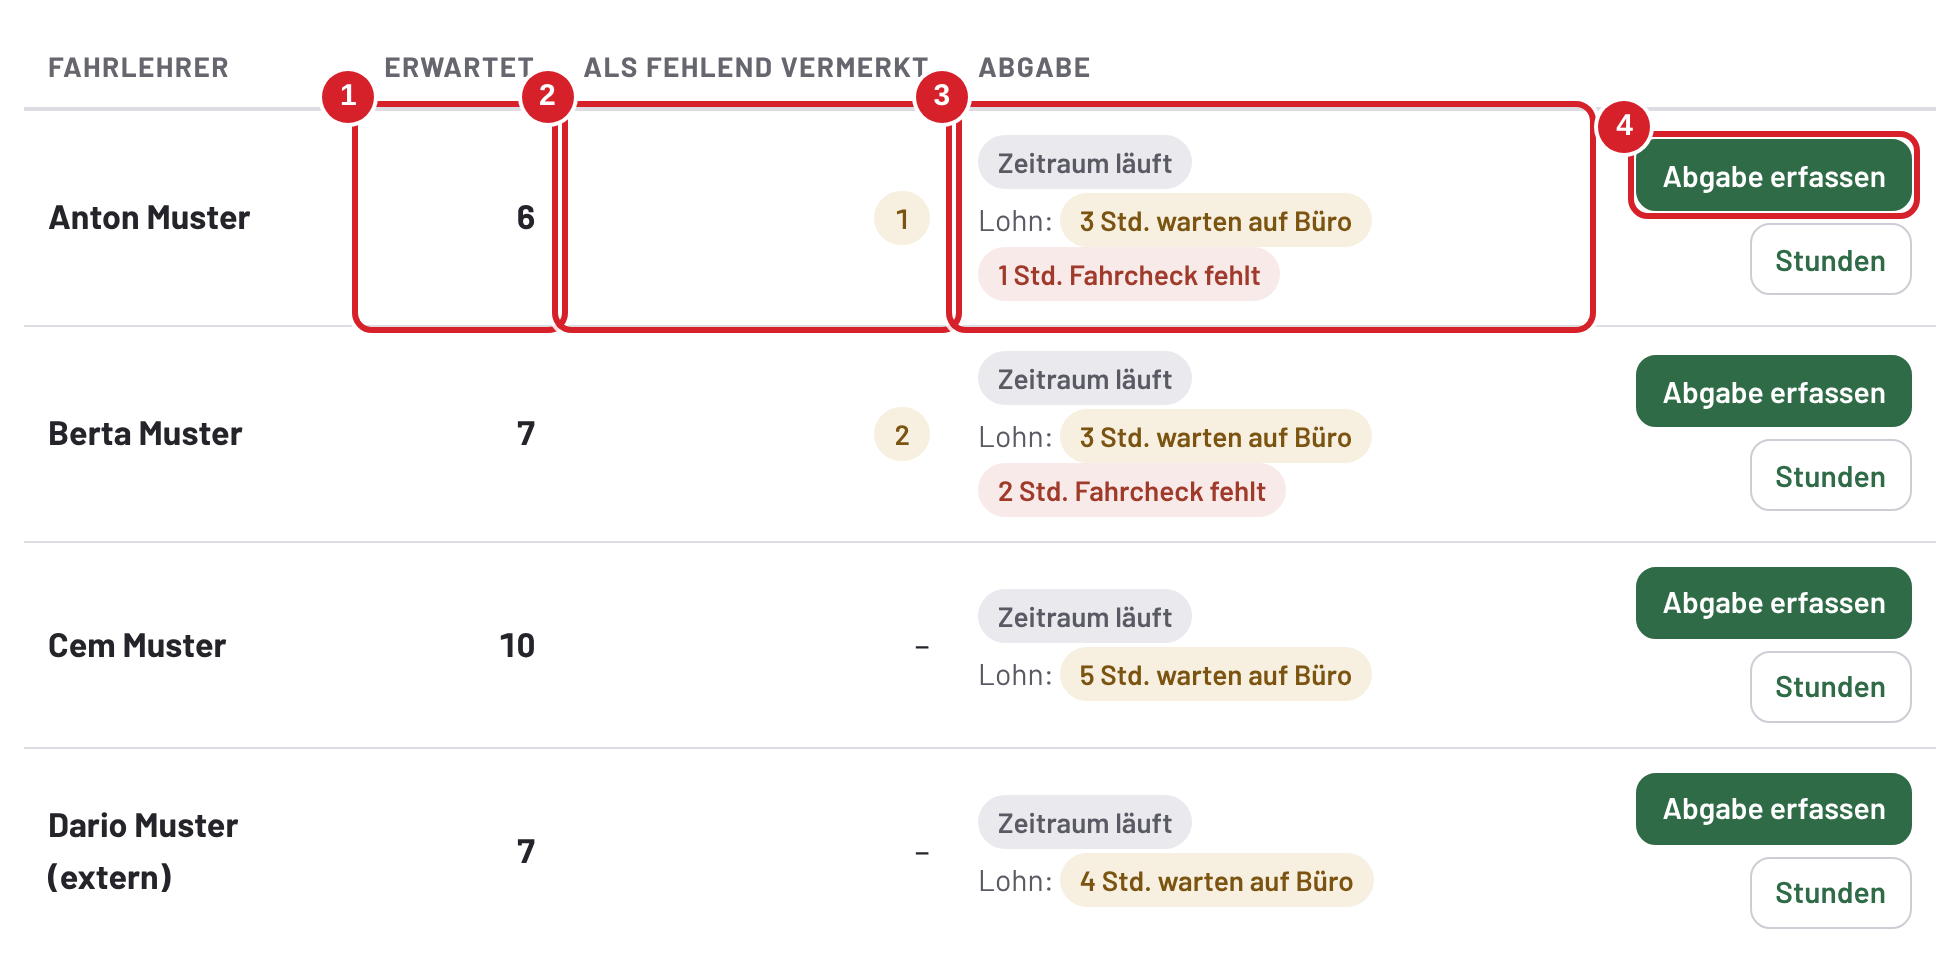 FAHRLEHRER ERWARTET ALS FEHLEND VERMERKT ABGABE
1 2 3 4
Anton Muster 6 1 Zeitraum läuft Abgabe erfassen
Lohn: 3 Std. warten auf Büro
1 Std. Fahrcheck fehlt Stunden
Berta Muster 7 2 Zeitraum läuft Abgabe erfassen
Lohn: 3 Std. warten auf Büro
2 Std. Fahrcheck fehlt Stunden
Cem Muster 10 – Zeitraum läuft Abgabe erfassen
Lohn: 5 Std. warten auf Büro Stunden
Dario Muster (extern) 7 – Zeitraum läuft Abgabe erfassen
Lohn: 4 Std. warten auf Büro Stunden